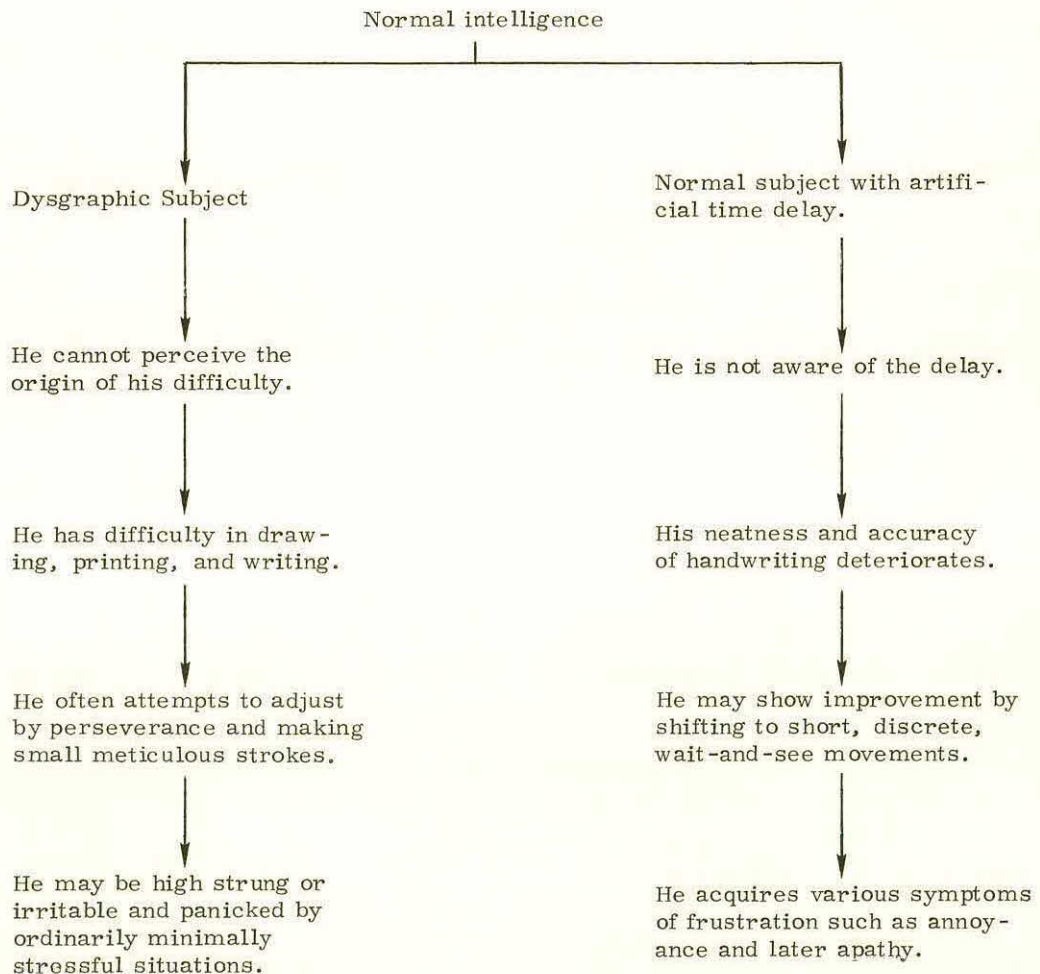 Normal intelligence
Dysgraphic Subject
He cannot perceive the
origin of his difficulty.
He has difficulty in draw-
ing, printing, and writing.
He often attempts to adjust
by perseverance and making
small meticulous strokes.
He may be high strung or
irritable and panicked by
ordinarily minimally
stressful situations.
Normal subject with artifi-
cial time delay.
He is not aware of the delay.
His neatness and accuracy
of handwriting deteriorates.
He may show improvement by
shifting to short, discrete,
wait-and-see movements.
He acquires various symptoms
of frustration such as annoy-
ance and later apathy.